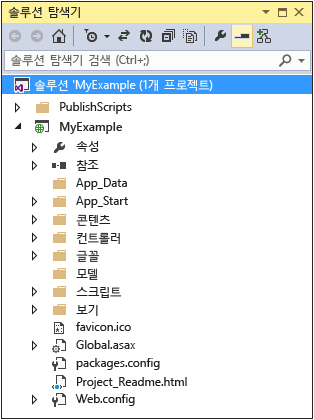 솔루션 탐색기
솔루션 탐색기 검색 (Ctrl+;)
솔루션 'MyExample (1개 프로젝트)
PublishScripts
MyExample
속성
참조
App_Data
App_Start
콘텐츠
컨트롤러
글꼴
모델
스크립트
보기
favicon.ico
Global.asax
packages.config
Project_Readme.html
Web.config